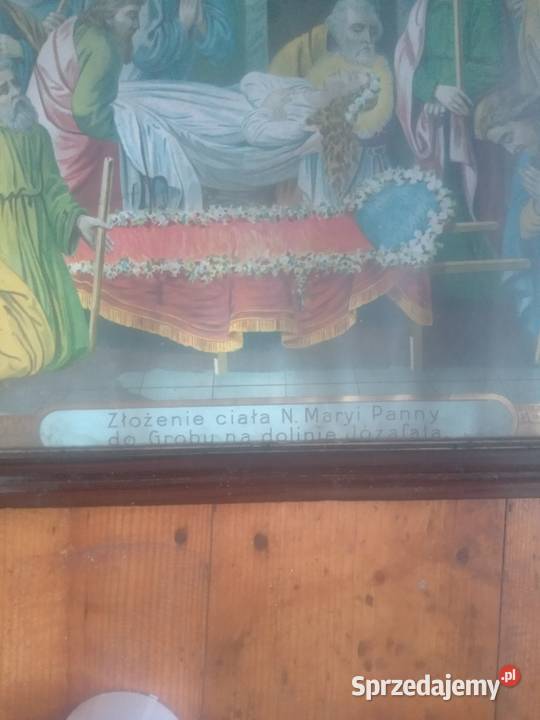 Złożenie ciała N. Maryi Panny
do Grobu na dolinie Józafata
Sprzedajemy.pl